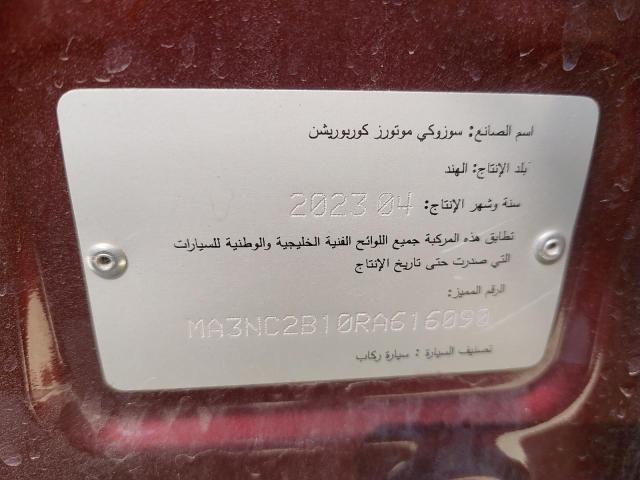 اسم الصانع: سوزوكي موتورز كوربوريشن
بلد الإنتاج: الهند
سنة وشهر الإنتاج: 2023 04
تطابق هذه المركبة جميع اللوائح الفنية الخليجية والوطنية للسيارات
التي صدرت حتى تاريخ الإنتاج
الرقم المميز:
MA3NC2B10RA616090
تصنيف السيارة : سيارة ركاب